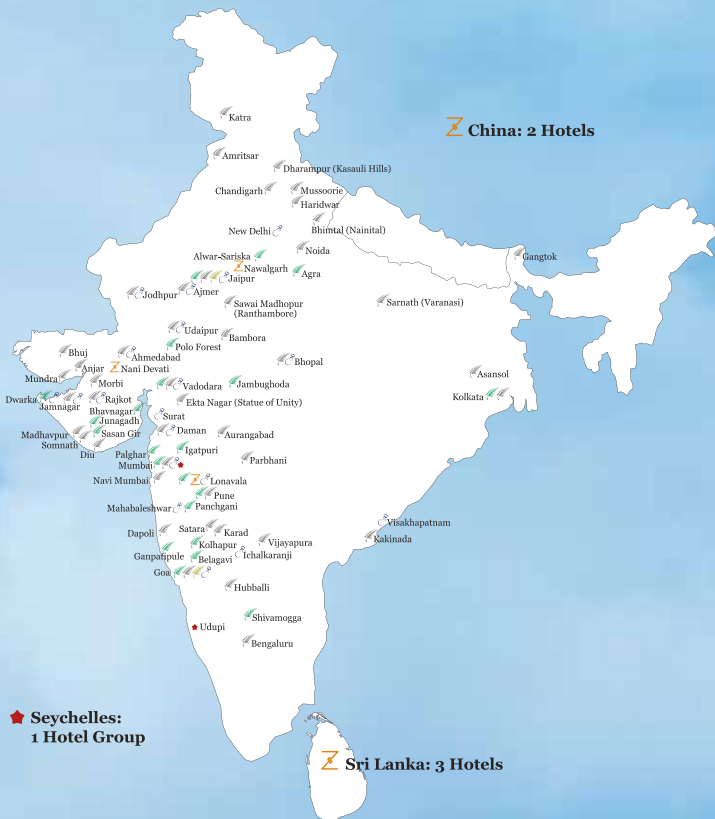 Katra
China: 2 Hotels
Amritsar
Dharampur (Kasauli Hills)
Chandigarh
Mussoorie
Haridwar
Bhimtal (Nainital)
New Delhi
Noida
Gangtok
Alwar-Sariska
Nawalgarh
Agra
Jaipur
Jodhpur
Ajmer
Sawai Madhopur
(Ranthambore)
Sarnath (Varanasi)
Udaipur
Bambora
Polo Forest
Bhuj
Ahmedabad
Bhopal
Anjar
Nani Devati
Asansol
Mundra
Morbi
Vadodara
Jambughoda
Dwarka
Jamnagar
Rajkot
Ekta Nagar (Statue of Unity)
Kolkata
Bhavnagar
Surat
Junagadh
Madhavpur
Sasan Gir
Daman
Aurangabad
Somnath
Diu
Palghar
Igatpuri
Mumbai
Parbhani
Navi Mumbai
Lonavala
Pune
Mahabaleshwar
Panchgani
Visakhapatnam
Dapoli
Satara
Karad
Kakinada
Kolhapur
Vijayapura
Ganpatipule
Ichalkaranji
Belagavi
Goa
Hubballi
Shivamogga
Udupi
Bengaluru
Seychelles:
1 Hotel Group
Sri Lanka: 3 Hotels